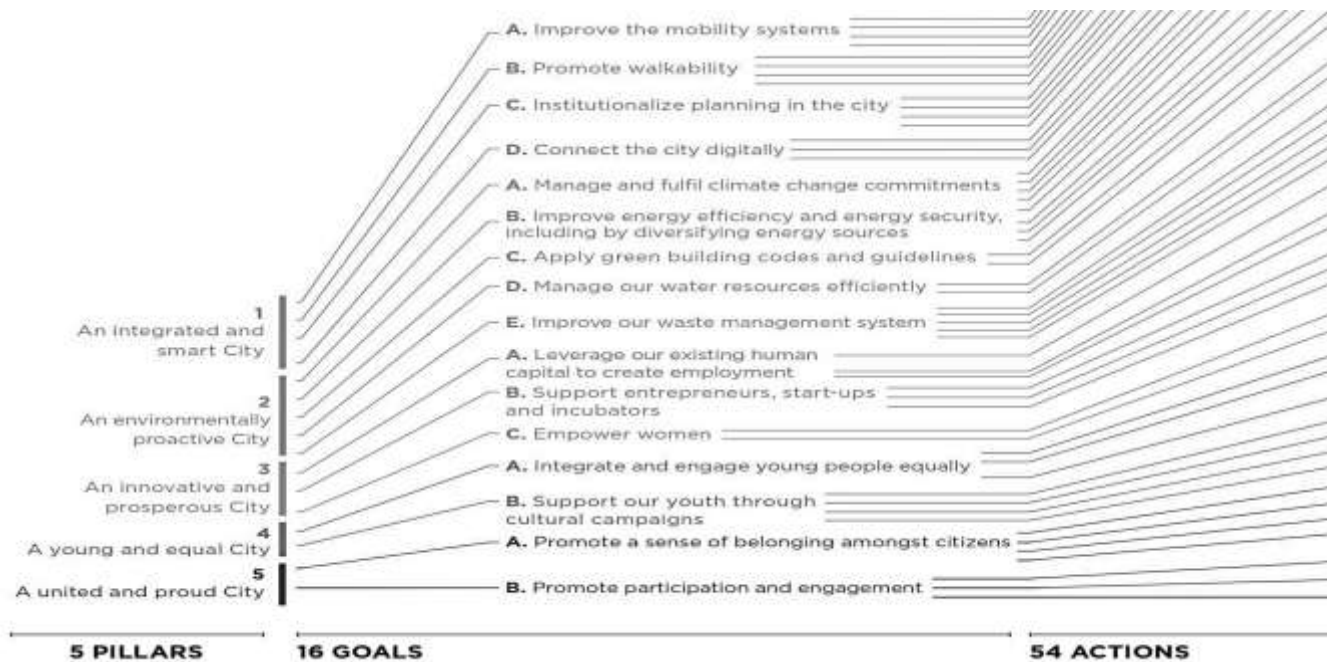 A. Improve the mobility systems
B. Promote walkability
C. Institutionalize planning in the city
D. Connect the city digitally
A. Manage and fulfil climate change commitments
B. Improve energy efficiency and energy security,
including by diversifying energy sources
C. Apply green building codes and guidelines
D. Manage our water resources efficiently
E. Improve our waste management system
A. Leverage our existing human
capital to create employment
B. Support entrepreneurs, start-ups
and incubators
C. Empower women
A. Integrate and engage young people equally
B. Support our youth through
cultural campaigns
A. Promote a sense of belonging amongst citizens
B. Promote participation and engagement
1
An integrated and
smart City
2
An environmentally
proactive City
3
An innovative and
prosperous City
4
A young and equal City
5
A united and proud City
5 PILLARS
16 GOALS
54 ACTIONS